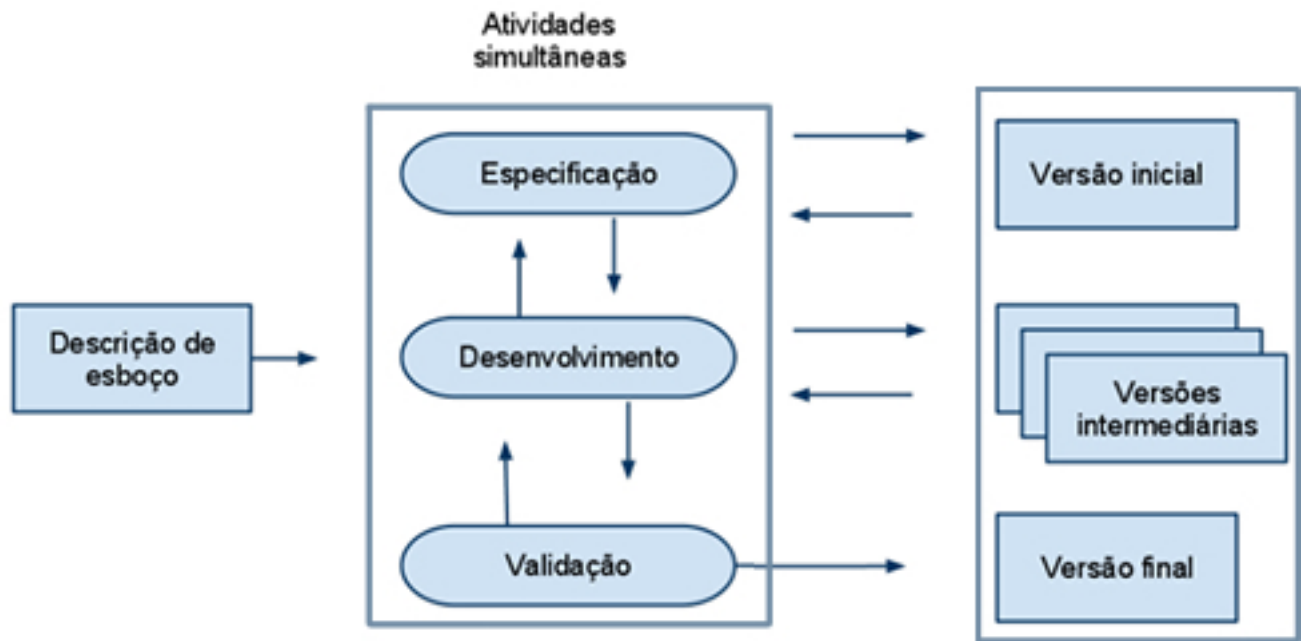 Atividades
simultâneas
Especificação
Versão inicial
Descrição de
esboço
Desenvolvimento
Versões
intermediárias
Validação
Versão final